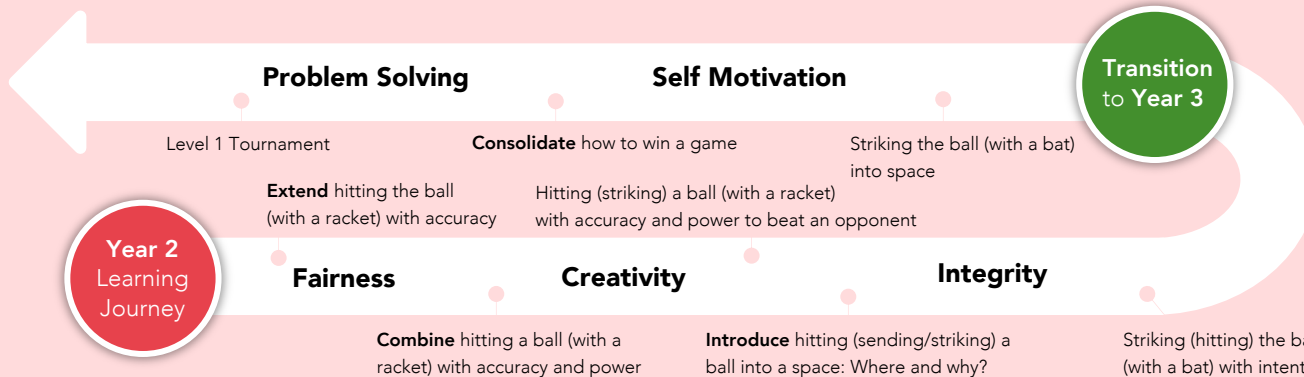 Problem Solving
Self Motivation
Transition
to Year 3
Level 1 Tournament
Consolidate how to win a game
Striking the ball (with a bat)
into space
Extend hitting the ball
(with a racket) with accuracy
Hitting (striking) a ball (with a racket)
with accuracy and power to beat an opponent
Year 2
Learning
Journey
Fairness
Creativity
Integrity
Combine hitting a ball (with a
racket) with accuracy and power
Introduce hitting (sending/striking) a
ball into a space: Where and why?
Striking (hitting) the
(with a bat) with